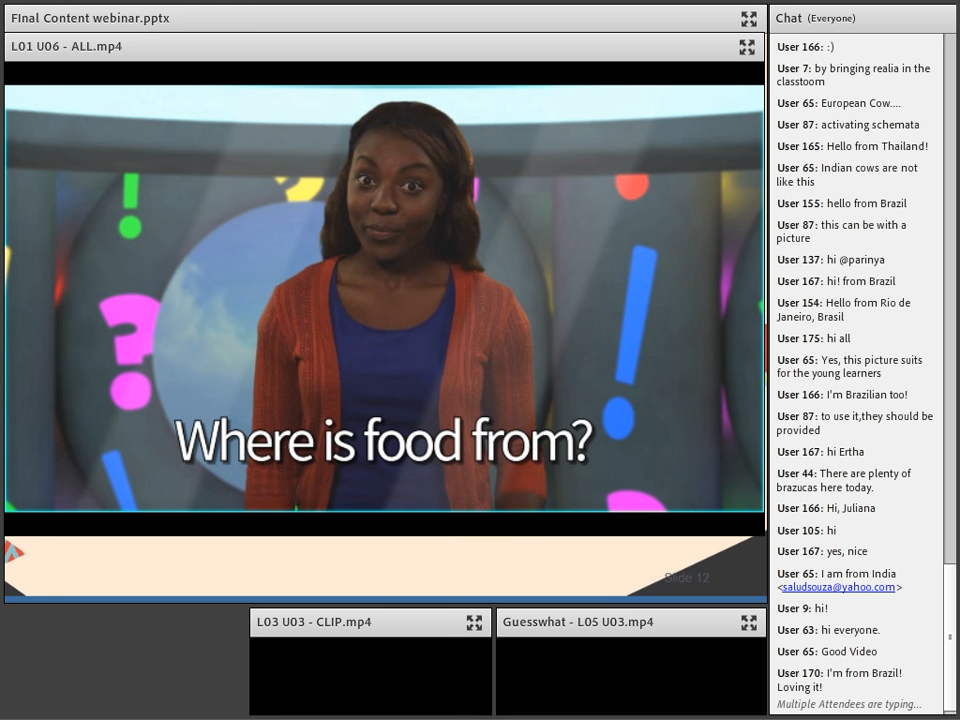 FInal Content webinar.pptx
L01 U06 - ALL.mp4
Where is food from?
Slide 12
L03 U03 - CLIP.mp4
Guesswhat - L05 U03.mp4
Chat (Everyone)
User 166: :)
User 7: by bringing realia in the
classtoom
User 65: European Cow....
User 87: activating schemata
User 165: Hello from Thailand!
User 65: Indian cows are not
like this
User 155: hello from Brazil
User 87: this can be with a
picture
User 137: hi @parinya
User 167: hi! from Brazil
User 154: Hello from Rio de
Janeiro, Brasil
User 175: hi all
User 65: Yes, this picture suits
for the young learners
User 166: I'm Brazilian too!
User 87: to use it,they should be
provided
User 167: hi Ertha
User 44: There are plenty of
brazucas here today.
User 166: Hi, Juliana
User 105: hi
User 167: yes, nice
User 65: I am from India
<saludsouza@yahoo.com>
User 9: hi!
User 63: hi everyone.
User 65: Good Video
User 170: I'm from Brazil!
Loving it!
Multiple Attendees are typing...